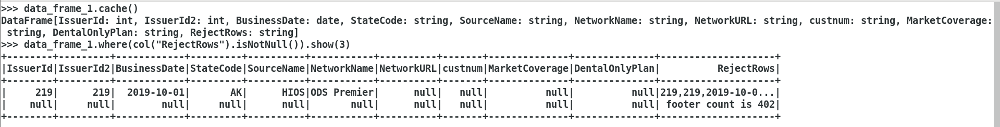 >>> data_frame_1.cache()
DataFrame[IssuerId: int, IssuerId2: int, BusinessDate: date, StateCode: string, SourceName: string, NetworkName: string, NetworkURL: string, custnum: string, MarketCoverage:
 string, DentalOnlyPlan: string, RejectRows: string]
>>> data_frame_1.where(col("RejectRows").isNotNull()).show(3)
+--------+---------+------------+---------+----------+-----------+----------+-------+--------------+--------------+--------------------+
|IssuerId|IssuerId2|BusinessDate|StateCode|SourceName|NetworkName|NetworkURL|custnum|MarketCoverage|DentalOnlyPlan|          RejectRows|
+--------+---------+------------+---------+----------+-----------+----------+-------+--------------+--------------+--------------------+
|     219|      219|  2019-10-01|       AK|      HIOS|ODS Premier|      null|   null|          null|          null|219,219,2019-10-0...|
|    null|     null|        null|     null|      null|       null|      null|   null|          null|          null| footer count is 402|
+--------+---------+------------+---------+----------+-----------+----------+-------+--------------+--------------+--------------------+